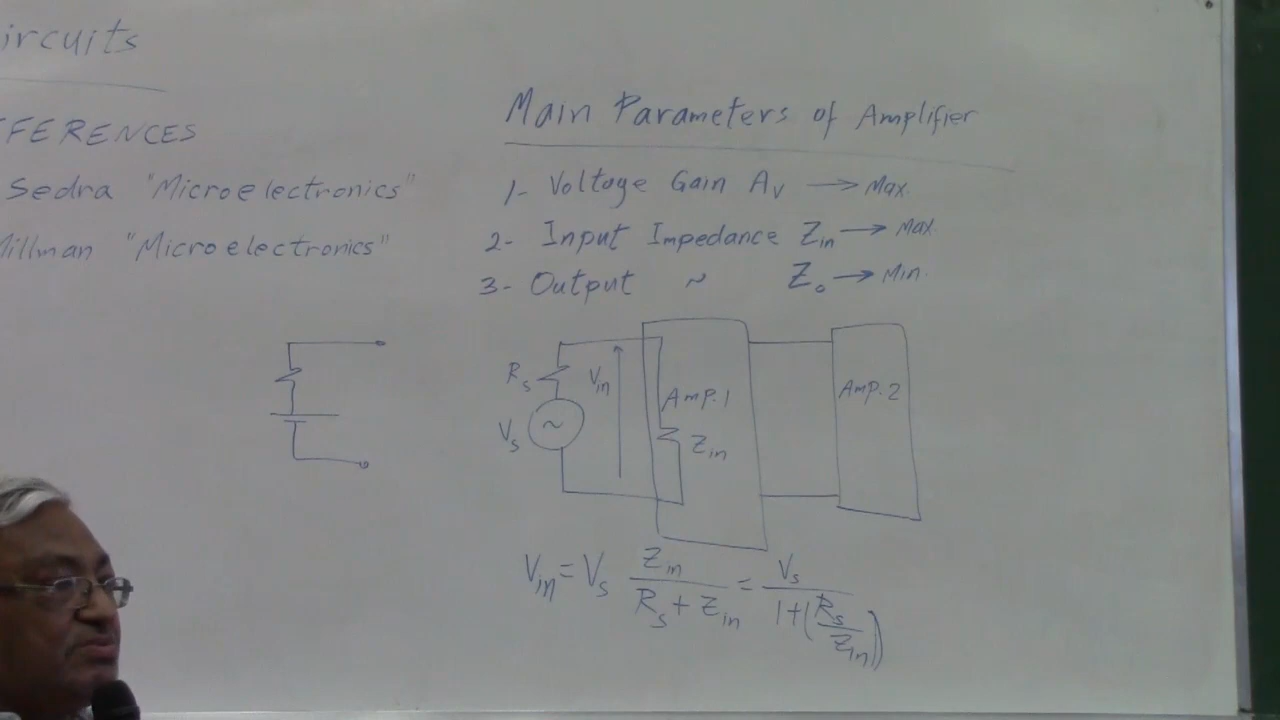 ircuits
FERENCES
Sedra "Microelectronics"
Millman "Microelectronics"
Main Parameters of Amplifier
1- Voltage Gain Av → Max.
2- Input Impedance Zin → Max.
3- Output ~ Zo → Min.
Rs
Vin
Vs
Amp.1
Zin
Amp.2
Vin = Vs Zin / (Rs + Zin) = Vs / (1+(Rs/Zin))